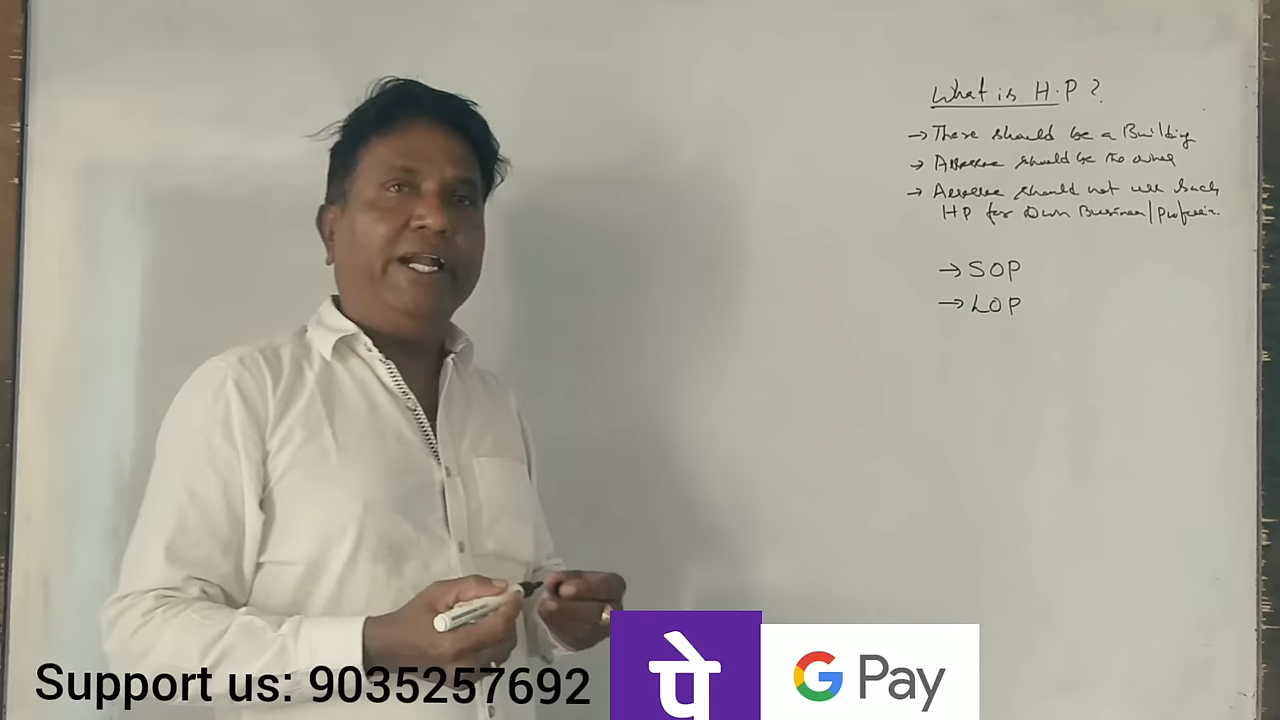 What is H.P?
→ There should be a Building
→ Assessee should be the owner
→ Assessee should not use such
HP for Own Business/Profession.
→ SOP
→ LOP
Support us: 9035257692
पे
G Pay